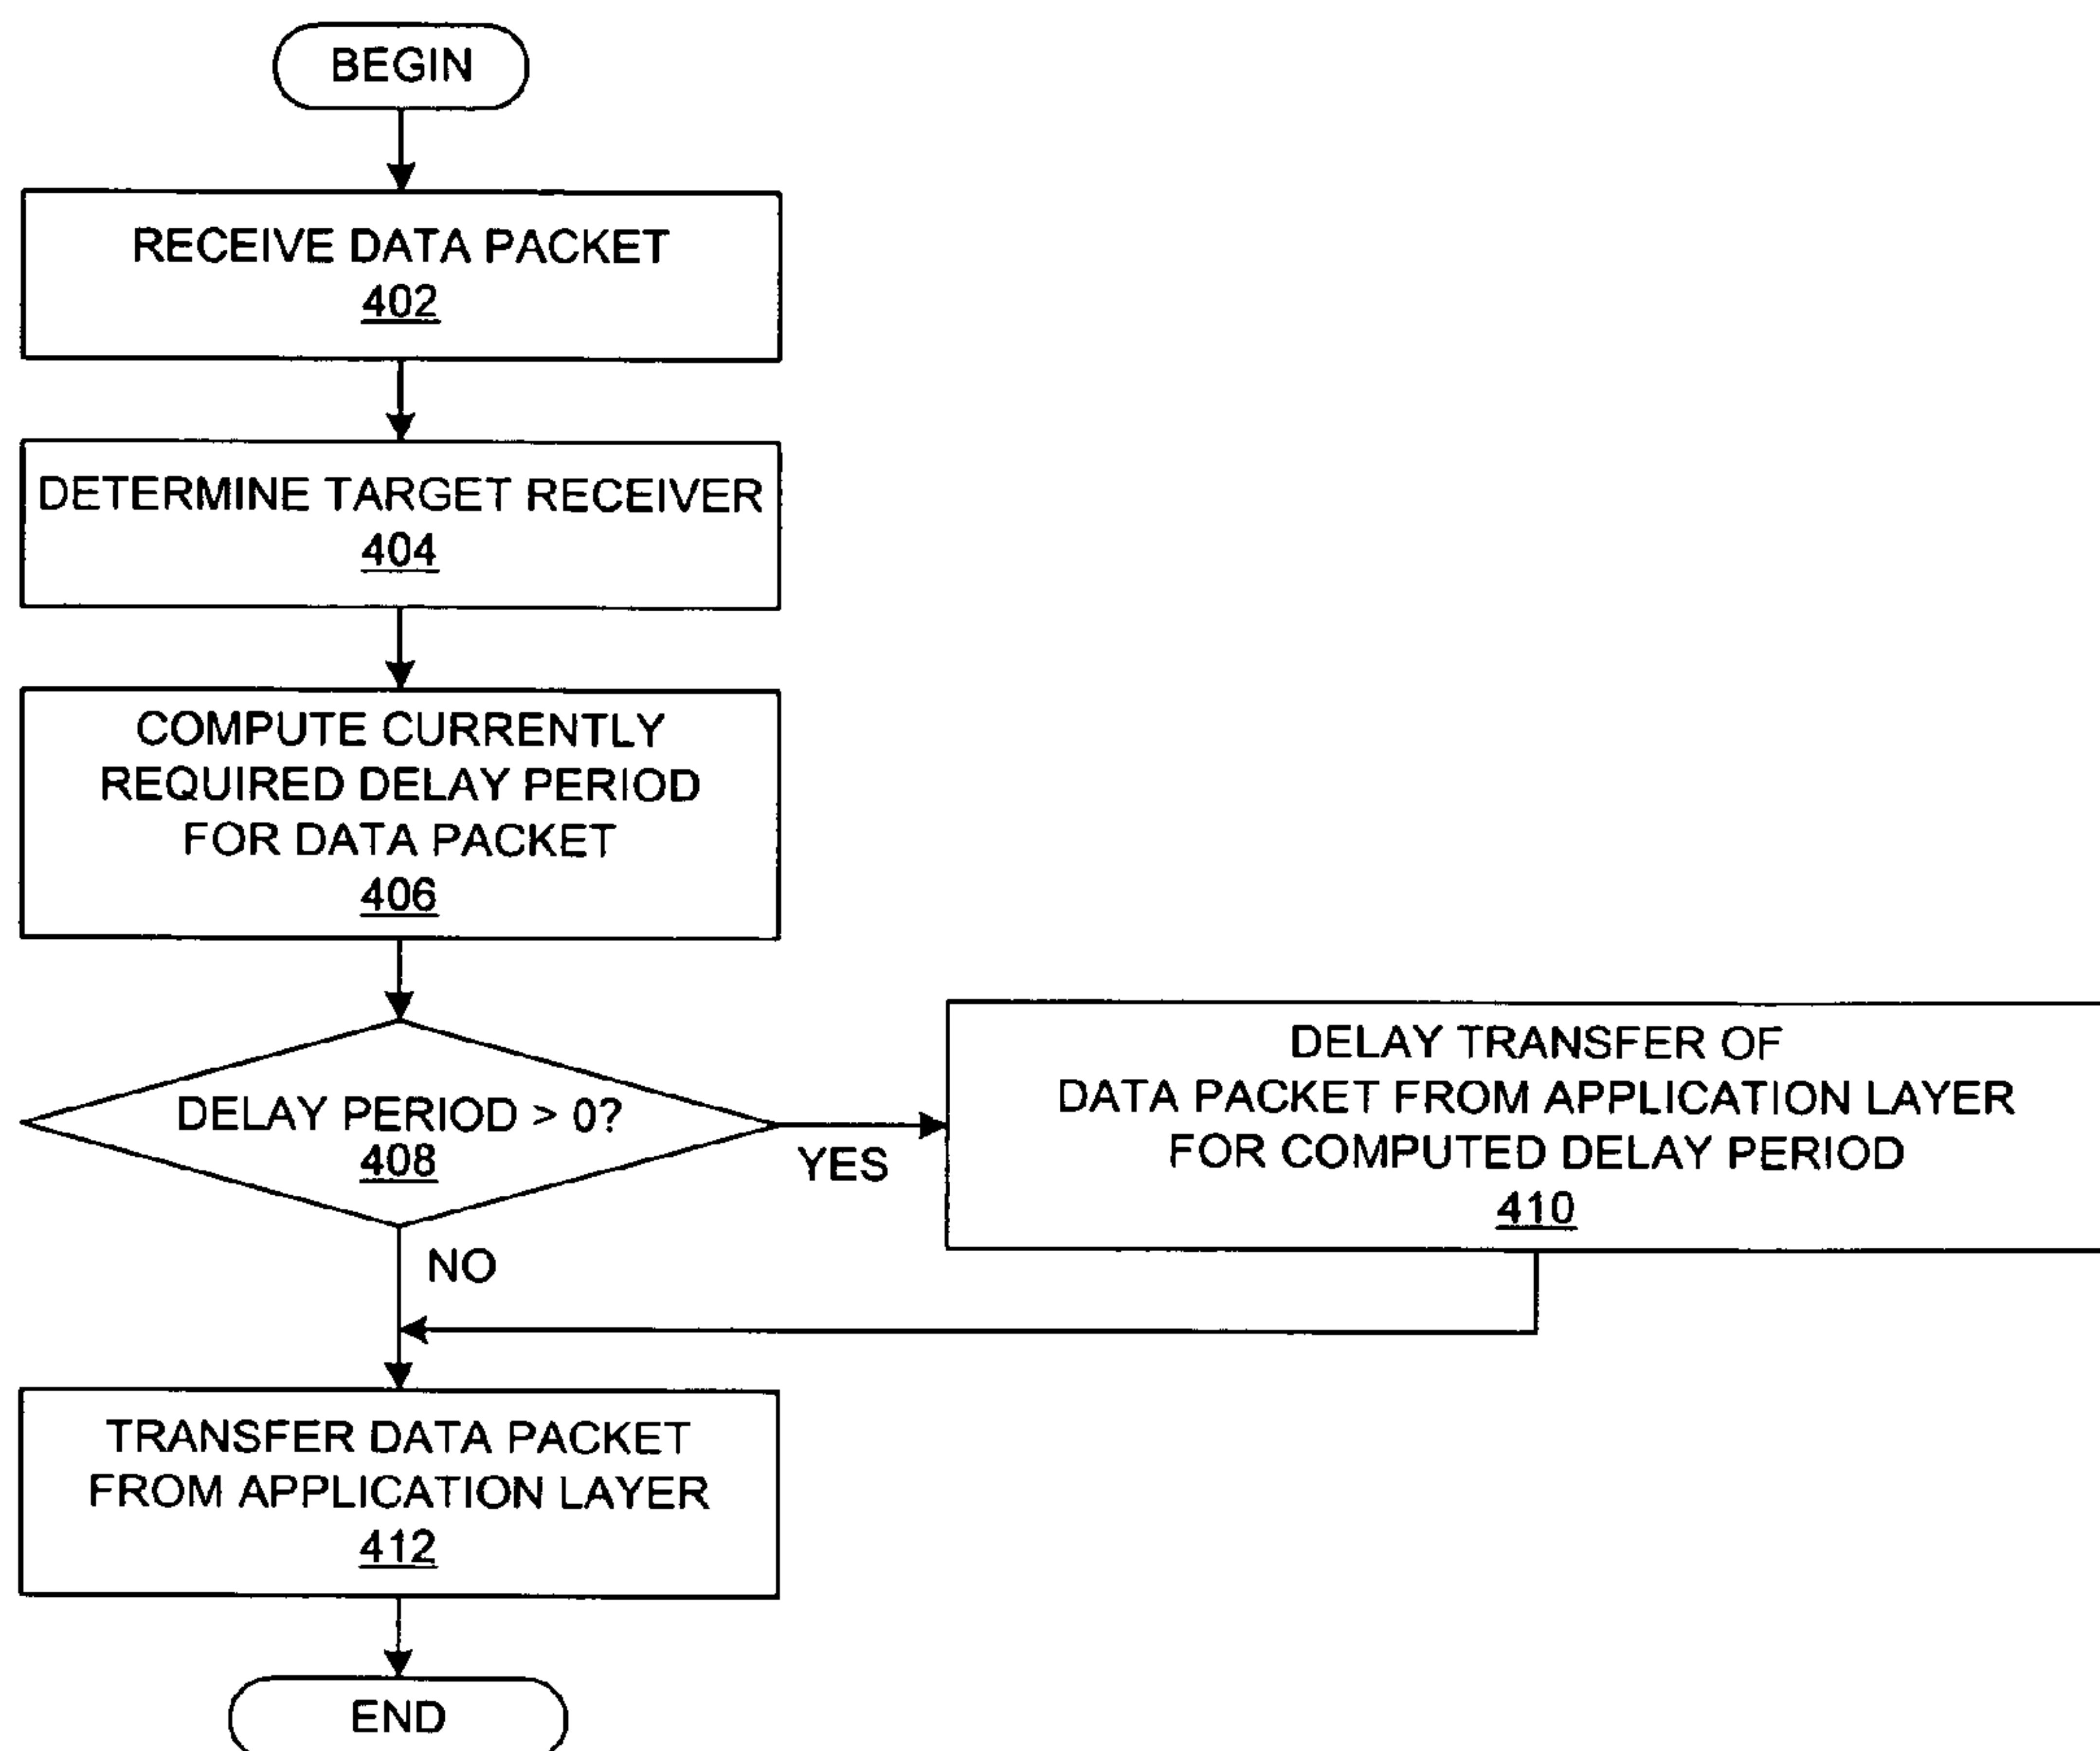 BEGIN
RECEIVE DATA PACKET
402
DETERMINE TARGET RECEIVER
404
COMPUTE CURRENTLY
REQUIRED DELAY PERIOD
FOR DATA PACKET
406
DELAY PERIOD > 0?
408
YES
DELAY TRANSFER OF
DATA PACKET FROM APPLICATION LAYER
FOR COMPUTED DELAY PERIOD
410
NO
TRANSFER DATA PACKET
FROM APPLICATION LAYER
412
END